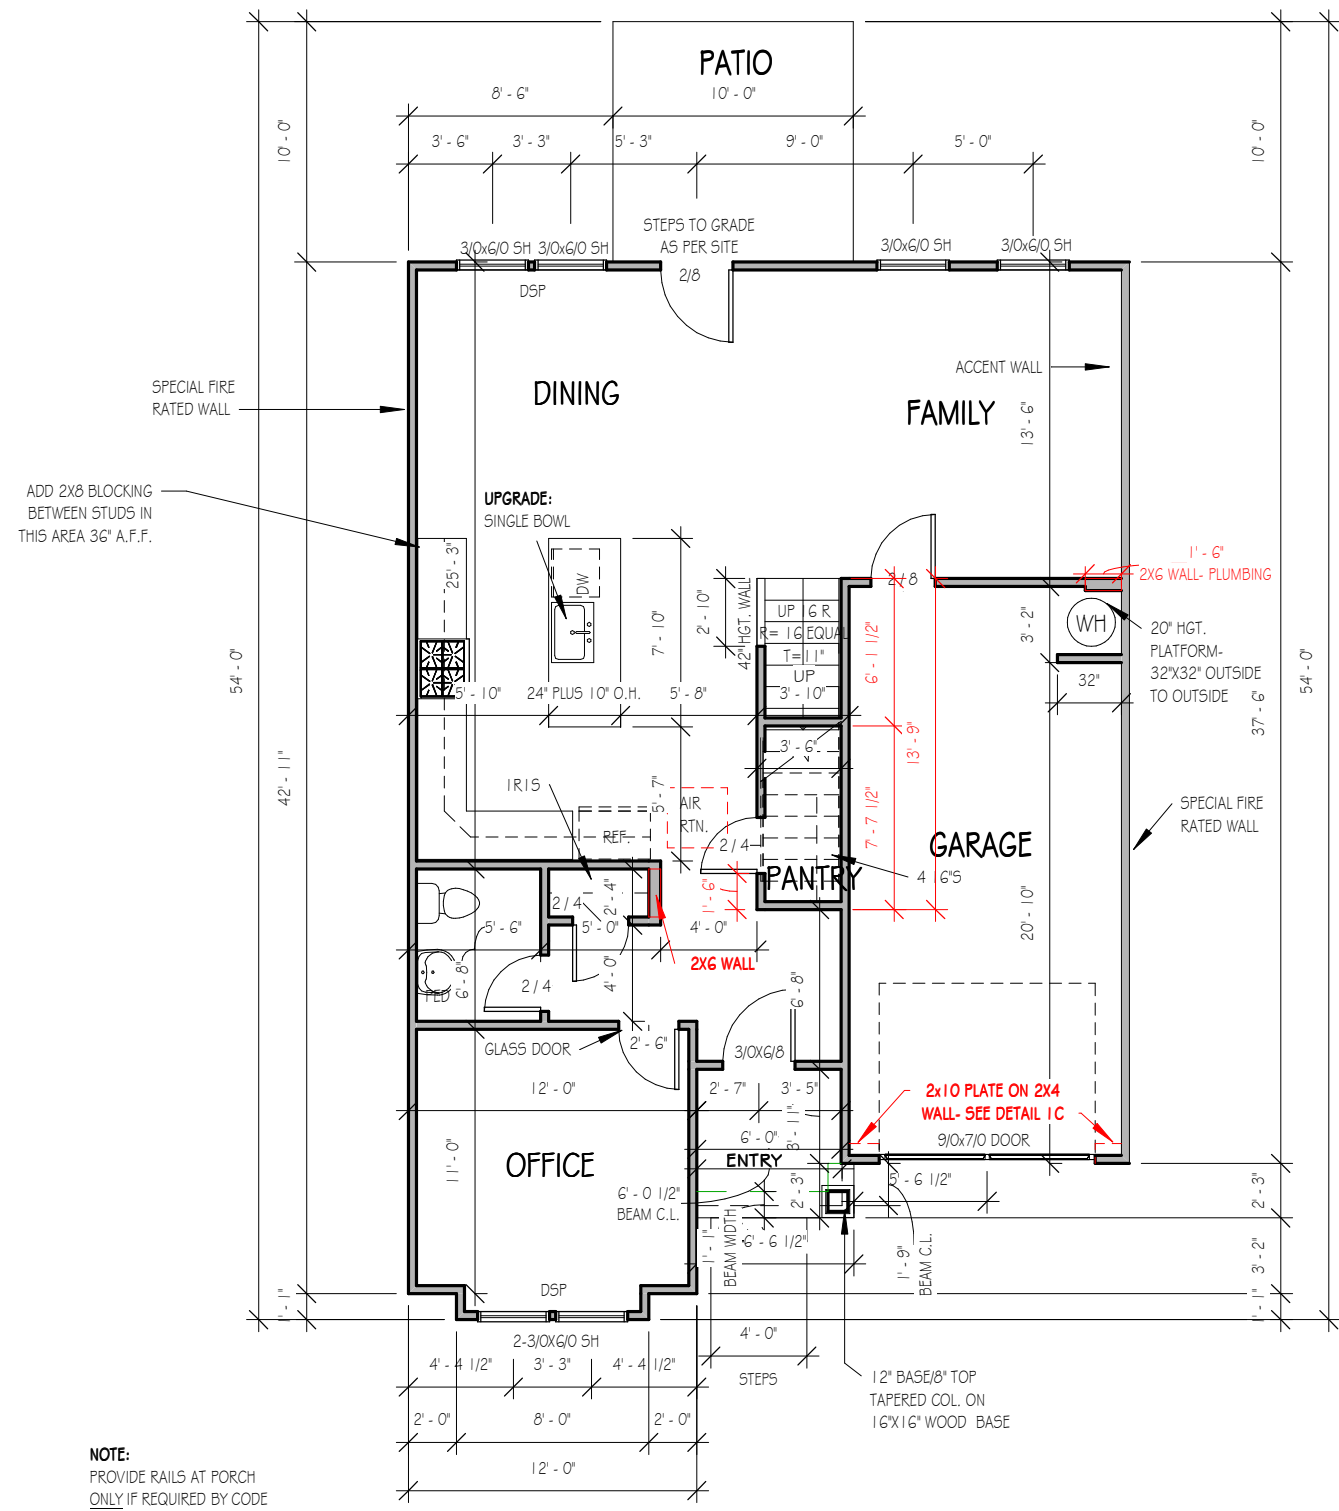 PATIO
8' - 6"
10' - 0"
3' - 6"
3' - 3"
5' - 3"
9' - 0"
5' - 0"
10' - 0"
10' - 0"
STEPS TO GRADE
AS PER SITE
3/0x6/0 SH
3/0x6/0 SH
3/0x6/0 SH
3/0x6/0 SH
DSP
2/8
ACCENT WALL
SPECIAL FIRE
RATED WALL
DINING
FAMILY
13' - 6"
ADD 2X8 BLOCKING
BETWEEN STUDS IN
THIS AREA 36" A.F.F.
UPGRADE:
SINGLE BOWL
25' - 3"
DW
7' - 10"
2' - 10"
42" HGT. WALL
UP 16 R
R= 16 EQUAL
T=11"
UP
2 / 8
1' - 6"
2X6 WALL- PLUMBING
3' - 2"
WH
20" HGT.
PLATFORM-
32"X32" OUTSIDE
TO OUTSIDE
32"
6' - 1 1/2"
54' - 0"
54' - 0"
37' - 6"
5' - 10"
24" PLUS 10" O.H.
5' - 8"
3' - 10"
3' - 6"
13' - 9"
42' - 11"
IRIS
5' - 7"
AIR
RTN.
REF.
2 / 4
7' - 7 1/2"
GARAGE
SPECIAL FIRE
RATED WALL
PANTRY
4 16"S
2 / 4
2' - 4"
1' - 6"
5' - 6"
5' - 0"
4' - 0"
20' - 10"
2X6 WALL
PED
6' - 8"
2 / 4
4' - 0"
6' - 8"
GLASS DOOR
2' - 6"
3/0X6/8
12' - 0"
2' - 7"
3' - 5"
2x10 PLATE ON 2X4
WALL- SEE DETAIL 1C
9/0x7/0 DOOR
3' - 11"
6' - 0"
ENTRY
OFFICE
11' - 0"
5' - 6 1/2"
6' - 0 1/2"
BEAM C.L.
2' - 3"
2' - 3"
1' - 1"
BEAM WIDTH
6' - 6 1/2"
1' - 9"
BEAM C.L.
3' - 2"
DSP
1' - 1"
1' - 1"
2-3/0X6/0 SH
4' - 4 1/2"
3' - 3"
4' - 4 1/2"
4' - 0"
STEPS
12" BASE/8" TOP
TAPERED COL. ON
16"X16" WOOD BASE
2' - 0"
8' - 0"
2' - 0"
12' - 0"
NOTE:
PROVIDE RAILS AT PORCH
ONLY IF REQUIRED BY CODE